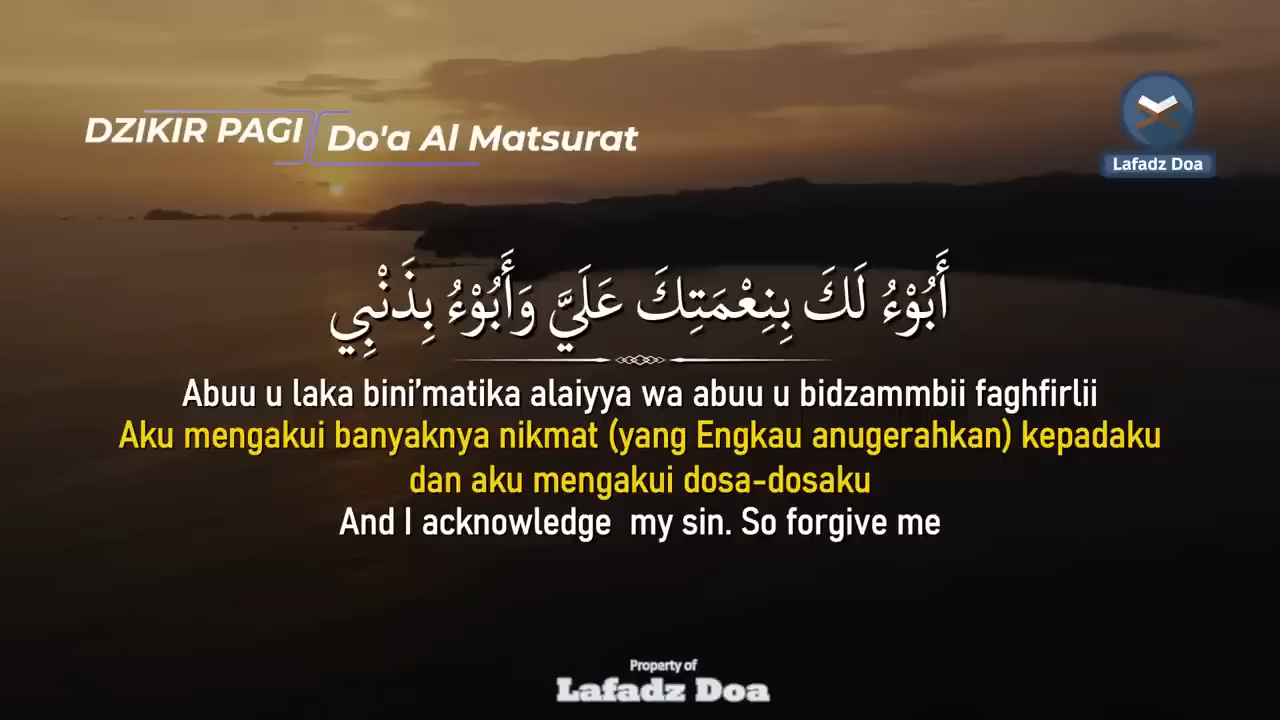 DZIKIR PAGI
Do'a Al Matsurat
Lafadz Doa
أَبُوْءُ لَكَ بِنِعْمَتِكَ عَلَيَّ وَأَبُوْءُ بِذَنْبِي
Abuu u laka bini’matika alaiyya wa abuu u bidzammbii faghfirlii
Aku mengakui banyaknya nikmat (yang Engkau anugerahkan) kepadaku
dan aku mengakui dosa-dosaku
And I acknowledge  my sin. So forgive me
Property of
Lafadz Doa